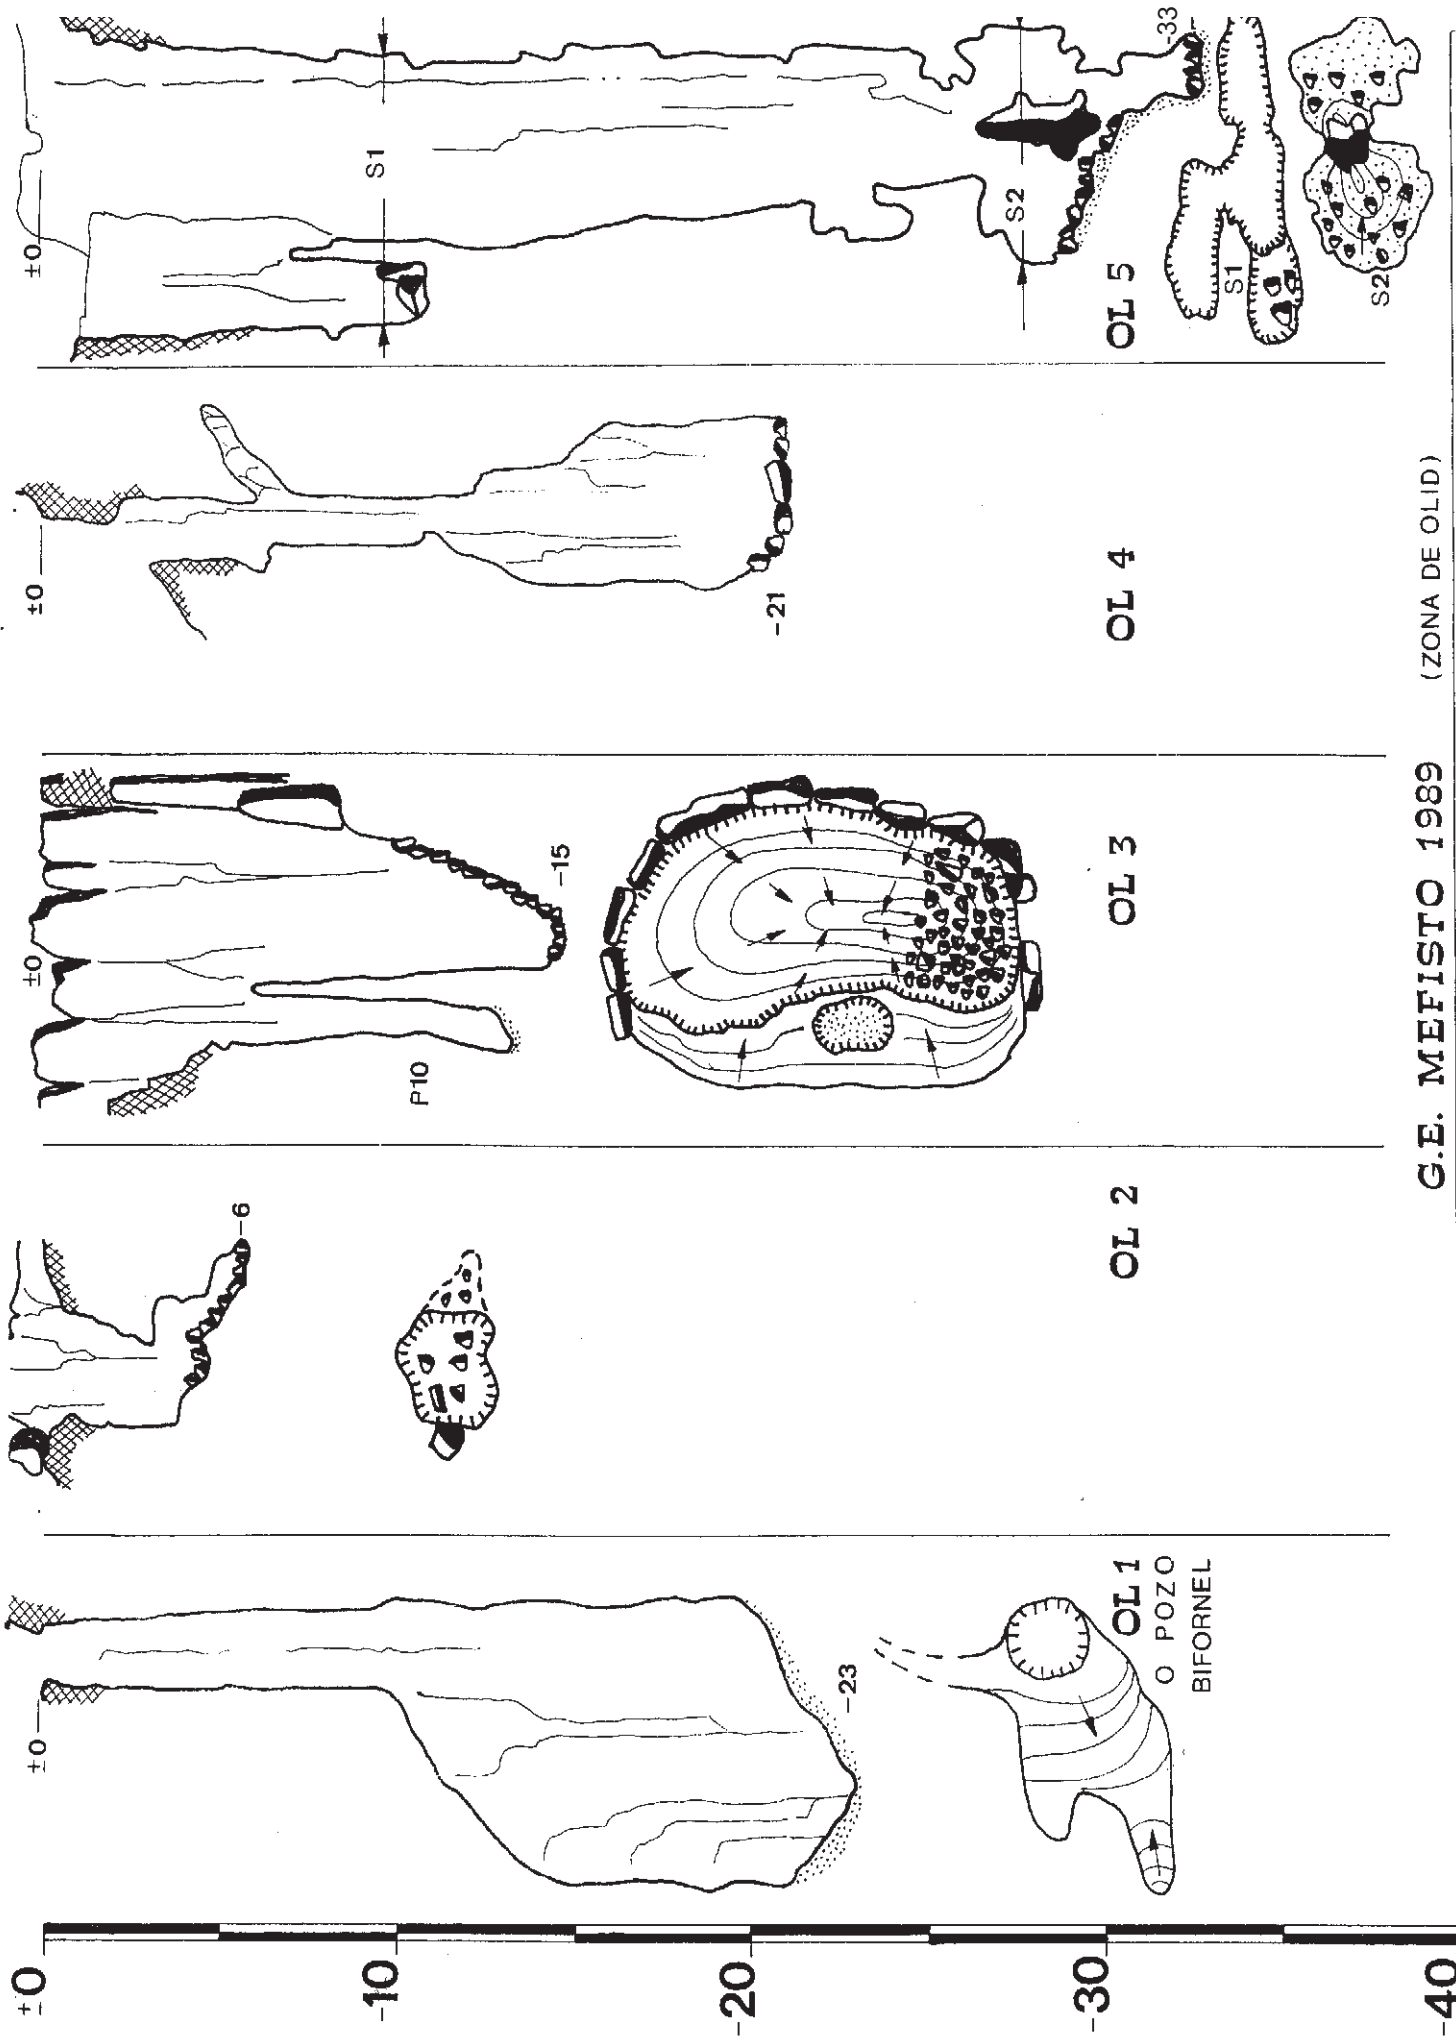 ±0
-10
-20
-30
-40
±0
-23
OL 1
O POZO
BIFORNEL
-6
OL 2
±0
P10
-15
OL 3
±0
-21
OL 4
±0
S1
S2
-33
OL 5
S1
S2
G.E. MEFISTO 1989
(ZONA DE OLID)